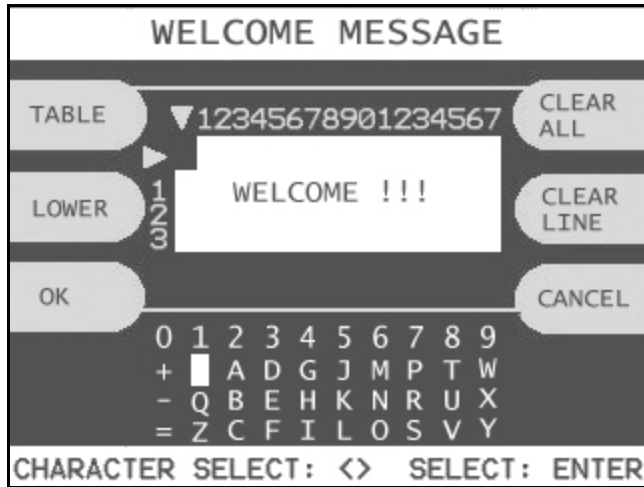 WELCOME MESSAGE
TABLE
CLEAR
ALL
12345678901234567
LOWER
1
2
3
WELCOME !!!
CLEAR
LINE
OK
CANCEL
0 1 2 3 4 5 6 7 8 9
+ A D G J M P T W
- Q B E H K N R U X
= Z C F I L O S V Y
CHARACTER SELECT: <> SELECT: ENTER